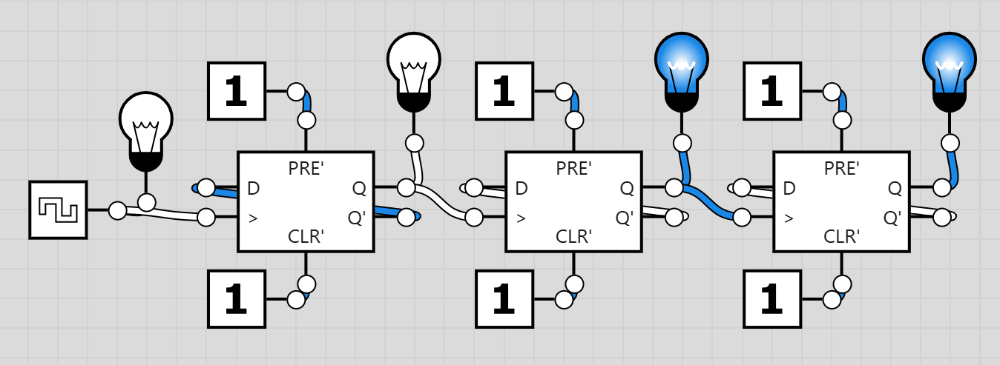 1 1 1
PRE' PRE' PRE'
D Q D Q D Q
> Q' > Q' > Q'
CLR' CLR' CLR'
1 1 1